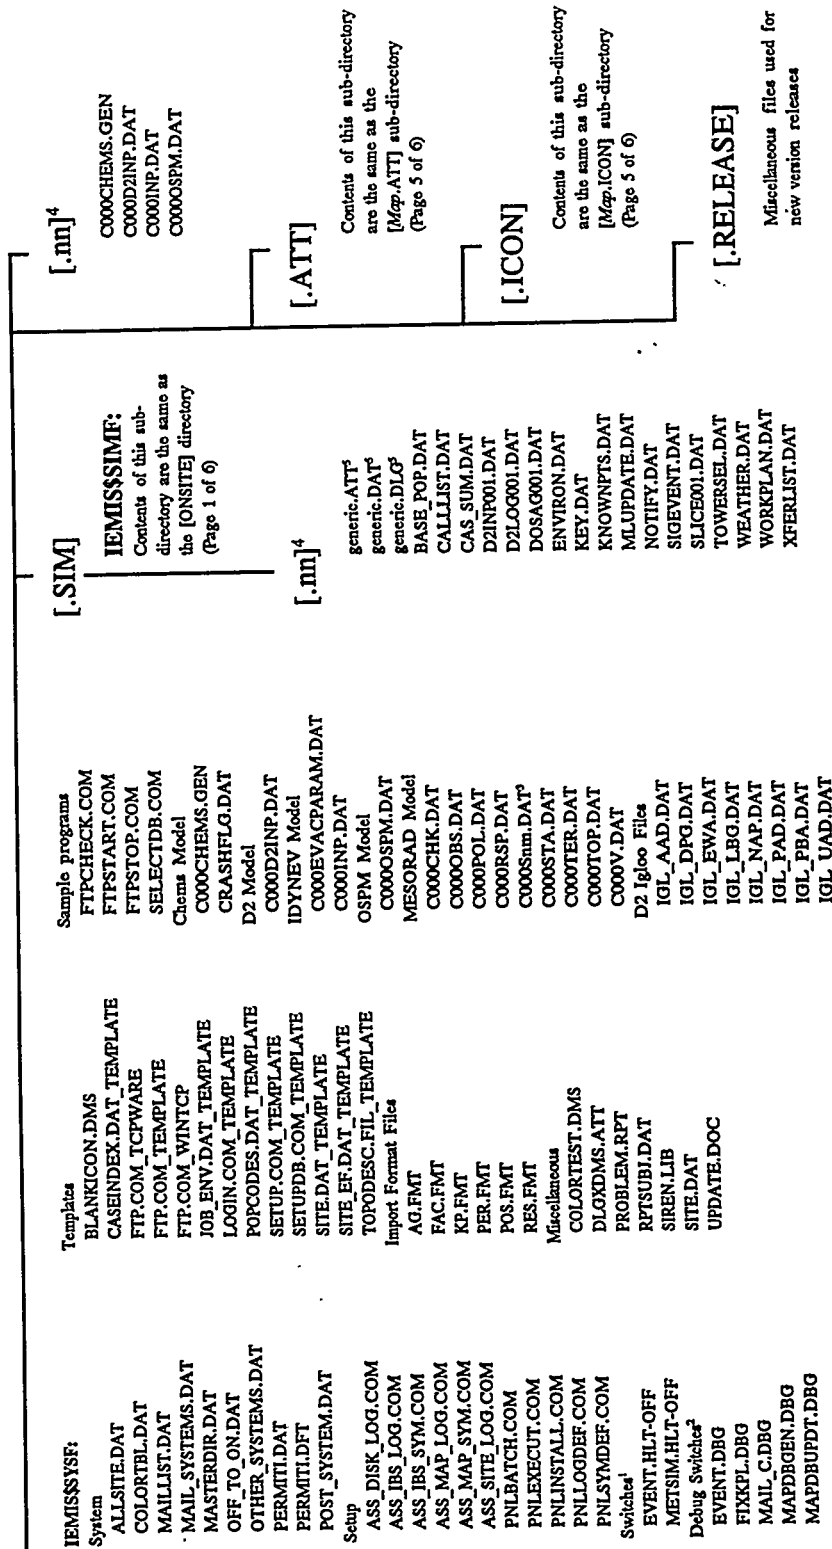 IEMIS$SYSF:
System
ALLSITE.DAT
COLORTBL.DAT
MAILLIST.DAT
MAIL_SYSTEMS.DAT
MASTERDIR.DAT
OFF_TO_ON.DAT
OTHER_SYSTEMS.DAT
PERMITI.DAT
PERMITI.DFT
POST_SYSTEM.DAT
Setup
ASS_DISK_LOG.COM
ASS_IBS_LOG.COM
ASS_IBS_SYM.COM
ASS_MAP_LOG.COM
ASS_MAP_SYM.COM
ASS_SITE_LOG.COM
PNLBATCH.COM
PNLEXECUT.COM
PNLINSTALL.COM
PNLLOGDEF.COM
PNLSYMDEF.COM
Switches¹
EVENT.HLT-OFF
METSIM.HLT-OFF
Debug Switches²
EVENT.DBG
FIXKPL.DBG
MAIL_C.DBG
MAPDBGEN.DBG
MAPDBUPDT.DBG
Templates
BLANKICON.DMS
CASEINDEX.DAT_TEMPLATE
FTP.COM_TCPWARE
FTP.COM_TEMPLATE
FTP.COM_WINTCP
JOB_ENV.DAT_TEMPLATE
LOGIN.COM_TEMPLATE
POPCODES.DAT_TEMPLATE
SETUP.COM_TEMPLATE
SETUPDB.COM_TEMPLATE
SITE.DAT_TEMPLATE
SITE_EF.DAT_TEMPLATE
TOPODESC.FIL_TEMPLATE
Import Format Files
AG.FMT
FAC.FMT
KP.FMT
PER.FMT
POS.FMT
RES.FMT
Miscellaneous
COLORTEST.DMS
DLGXDMS.ATT
PROBLEM.RPT
RPTSUBJ.DAT
SIREN.LIB
SITE.DAT
UPDATE.DOC
Sample programs
FTPCHECK.COM
FTPSTART.COM
FTPSTOP.COM
SELECTDB.COM
Chems Model
C000CHEMS.GEN
CRASHFLG.DAT
D2 Model
C000D2INP.DAT
IDYNEV Model
C000EVACPARAM.DAT
C000INP.DAT
OSPM Model
C000OSPM.DAT
MESORAD Model
C000CHK.DAT
C000OBS.DAT
C000POL.DAT
C000RSP.DAT
C000Snm.DAT³
C000STA.DAT
C000TER.DAT
C000TOP.DAT
C000V.DAT
D2 Igloo Files
IGL_AAD.DAT
IGL_DPG.DAT
IGL_EWA.DAT
IGL_LBG.DAT
IGL_NAP.DAT
IGL_PAD.DAT
IGL_PBA.DAT
IGL_UAD.DAT
[.SIM]
IEMIS$SIMF:
Contents of this sub-
directory are the same as
the [ONSITE] directory
(Page 1 of 6)
[.nn]⁴
generic.ATT⁵
generic.DAT⁵
generic.DLG⁵
BASE_POP.DAT
CALLLIST.DAT
CAS_SUM.DAT
D2INP001.DAT
D2LOG001.DAT
DOSAG001.DAT
ENVIRON.DAT
KEY.DAT
KNOWNPTS.DAT
MLUPDATE.DAT
NOTIFY.DAT
SIGEVENT.DAT
SLICE001.DAT
TOWERSEL.DAT
WEATHER.DAT
WORKPLAN.DAT
XFERLIST.DAT
[.nn]⁴
C000CHEMS.GEN
C000D2INP.DAT
C000INP.DAT
C000OSPM.DAT
[.ATT]
Contents of this sub-directory
are the same as the
[Map.ATT] sub-directory
(Page 5 of 6)
[.ICON]
Contents of this sub-directory
are the same as the
[Map.ICON] sub-directory
(Page 5 of 6)
[.RELEASE]
Miscellaneous files used for
new version releases